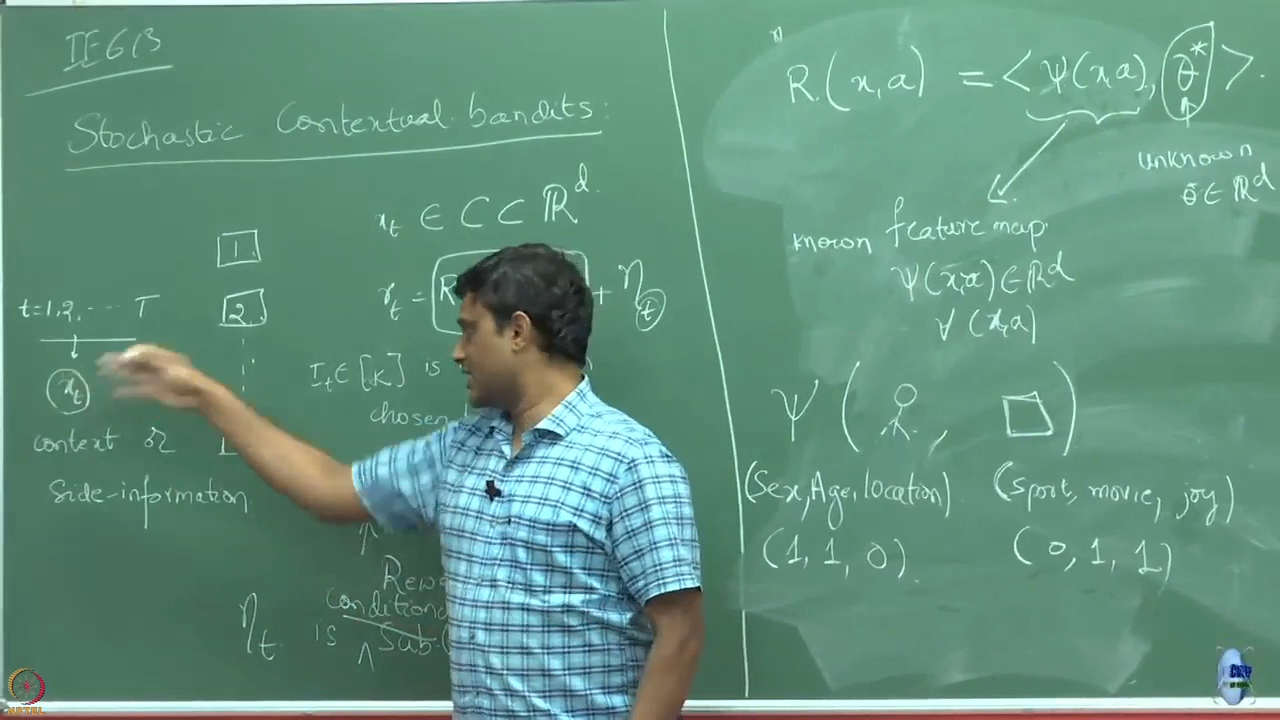 IE613
Stochastic Contextual bandits:
x_t ∈ C ⊂ ℝ^d.
1.
t=1,2,... T
2.
r_t = R + η_t
x_t
I_t ∈ [K] is
chosen
context or
side-information
Rewa
conditiona
η_t is ∧ Sub-
R(x,a) = <ψ(x,a), θ*>.
unknown
θ ∈ ℝ^d
known feature map
ψ(x,a) ∈ ℝ^d
∀ (x,a)
ψ ( , )
(Sex, Age, location) (sport, movie, joy)
(1, 1, 0). (0, 1, 1)
NPTEL